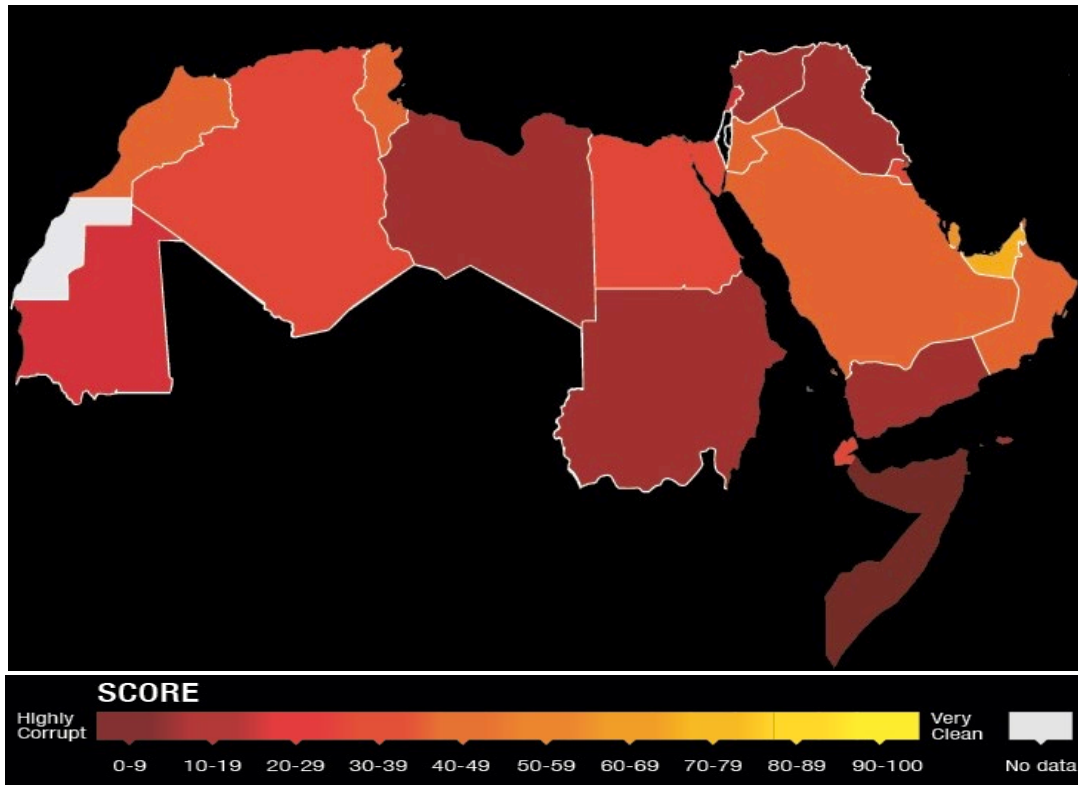 SCORE
HIghly
Corrupt
Very
Clean
0-9 10-19 20-29 30-39 40-49 50-59 60-69 70-79 80-89 90-100 No data